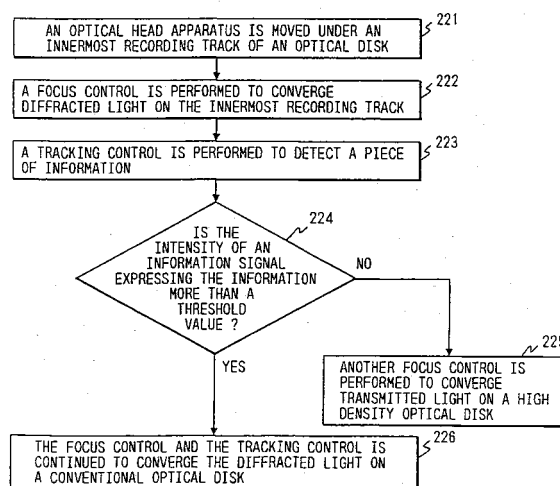 221
AN OPTICAL HEAD APPARATUS IS MOVED UNDER AN
INNERMOST RECORDING TRACK OF AN OPTICAL DISK
222
A FOCUS CONTROL IS PERFORMED TO CONVERGE
DIFFRACTED LIGHT ON THE INNERMOST RECORDING TRACK
223
A TRACKING CONTROL IS PERFORMED TO DETECT A PIECE
OF INFORMATION
224
IS THE
INTENSITY OF AN
INFORMATION SIGNAL
EXPRESSING THE INFORMATION
MORE THAN A
THRESHOLD
VALUE ?
NO
YES
225
ANOTHER FOCUS CONTROL IS
PERFORMED TO CONVERGE
TRANSMITTED LIGHT ON A HIGH
DENSITY OPTICAL DISK
226
THE FOCUS CONTROL AND THE TRACKING CONTROL IS
CONTINUED TO CONVERGE THE DIFFRACTED LIGHT ON
A CONVENTIONAL OPTICAL DISK